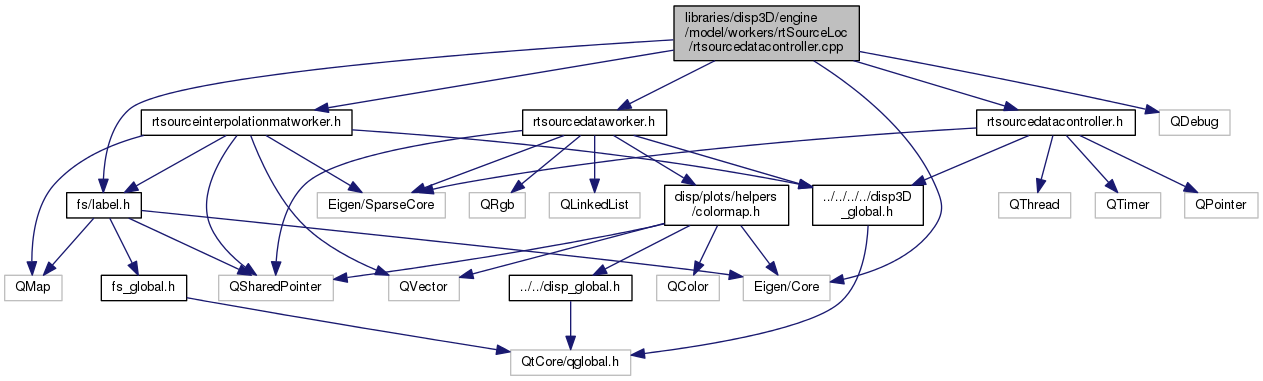 libraries/disp3D/engine
/model/workers/rtSourceLoc
/rtsourcedatacontroller.cpp
rtsourceinterpolationmatworker.h
rtsourcedataworker.h
rtsourcedatacontroller.h
QDebug
fs/label.h
Eigen/SparseCore
QRgb
QLinkedList
disp/plots/helpers
/colormap.h
../../../../disp3D
_global.h
QThread
QTimer
QPointer
QMap
fs_global.h
QSharedPointer
QVector
../../disp_global.h
QColor
Eigen/Core
QtCore/qglobal.h